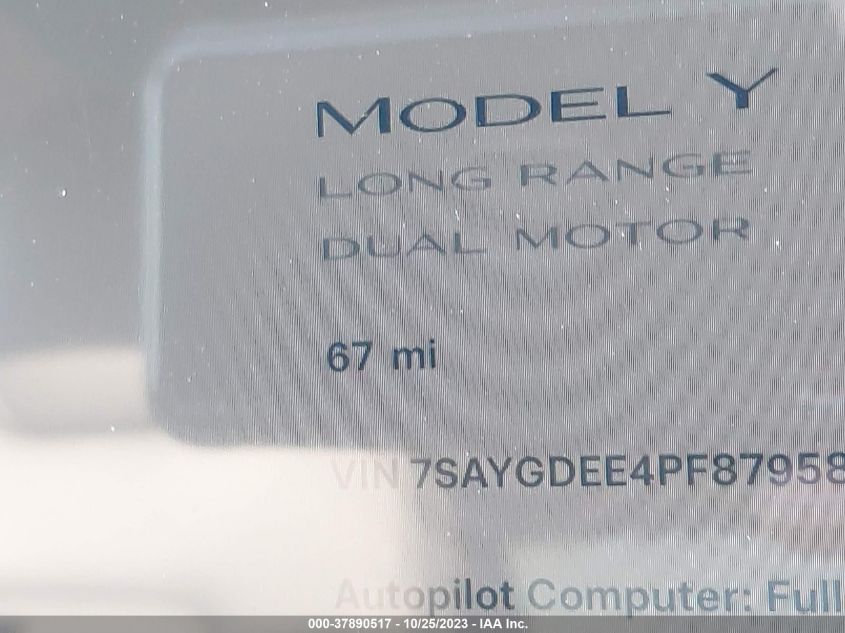 MODEL Y
LONG RANGE
DUAL MOTOR
67 mi
VIN 7SAYGDEE4PF87958
Autopilot Computer: Full
000-37890517 - 10/25/2023 - IAA Inc.